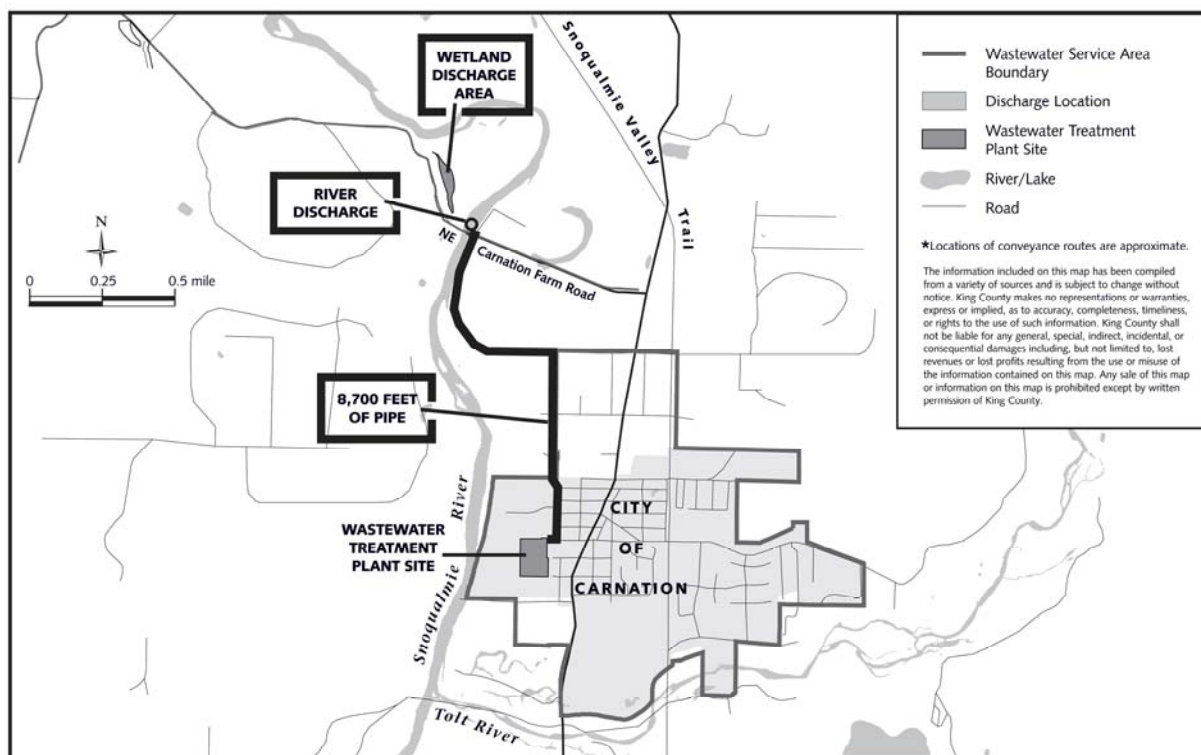 WETLAND
DISCHARGE
AREA
Snoqualmie Valley
Trail
RIVER
DISCHARGE
N
0 0.25 0.5 mile
NE Carnation Farm Road
8,700 FEET
OF PIPE
WASTEWATER
TREATMENT
PLANT SITE
Snoqualmie River
CITY
OF
CARNATION
Tolt River
Wastewater Service Area
Boundary
Discharge Location
Wastewater Treatment
Plant Site
River/Lake
Road
*Locations of conveyance routes are approximate.
The information included on this map has been compiled
from a variety of sources and is subject to change without
notice. King County makes no representations or warranties,
express or implied, as to accuracy, completeness, timeliness,
or rights to the use of such information. King County shall
not be liable for any general, special, indirect, incidental, or
consequential damages including, but not limited to, lost
revenues or lost profits resulting from the use or misuse of
the information contained on this map. Any sale of this map
or information on this map is prohibited except by written
permission of King County.